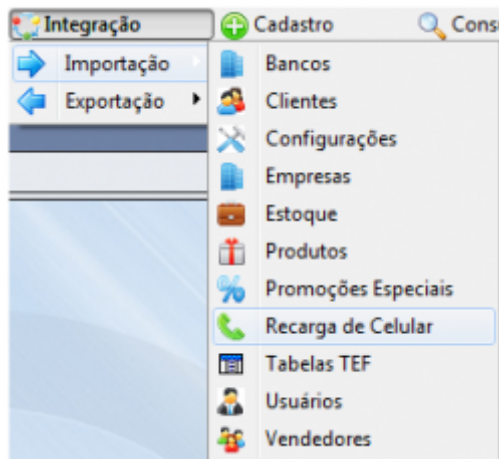 Integração Cadastro Cons
Importação
Exportação
Bancos
Clientes
Configurações
Empresas
Estoque
Produtos
Promoções Especiais
Recarga de Celular
Tabelas TEF
Usuários
Vendedores